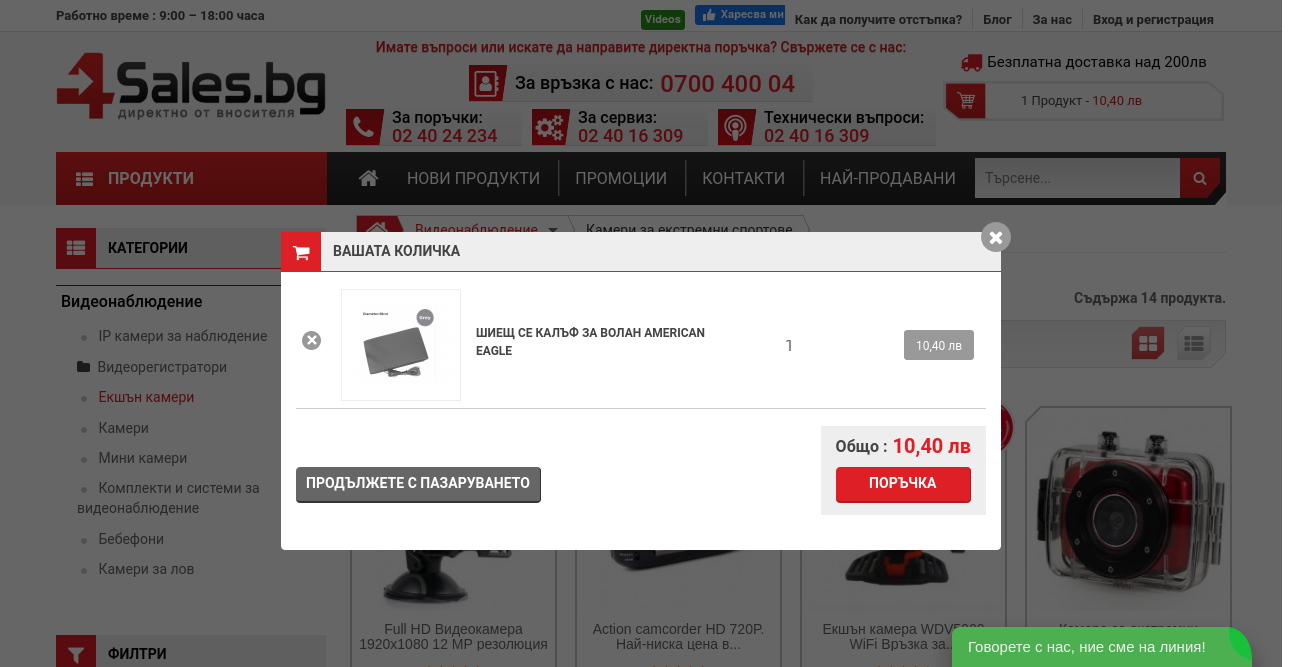 Работно време : 9:00 – 18:00 часа
Videos
Харесва ми
Как да получите отстъпка?
Блог
За нас
Вход и регистрация
4Sales.bg
директно от вносителя
Имате въпроси или искате да направите директна поръчка? Свържете се с нас:
За връзка с нас: 0700 400 04
За поръчки:
02 40 24 234
За сервиз:
02 40 16 309
Технически въпроси:
02 40 16 309
Безплатна доставка над 200лв
1 Продукт - 10,40 лв
ПРОДУКТИ
НОВИ ПРОДУКТИ
ПРОМОЦИИ
КОНТАКТИ
НАЙ-ПРОДАВАНИ
Търсене...
КАТЕГОРИИ
Видеонаблюдение
Камери за екстремни спортове
Видеонаблюдение
IP камери за наблюдение
Видеорегистратори
Екшън камери
Камери
Мини камери
Комплекти и системи за
видеонаблюдение
Бебефони
Камери за лов
ФИЛТРИ
Съдържа 14 продукта.
ВАШАТА КОЛИЧКА
Grey
ШИЕЩ СЕ КАЛЪФ ЗА ВОЛАН AMERICAN
EAGLE
1
10,40 лв
Общо : 10,40 лв
ПРОДЪЛЖЕТЕ С ПАЗАРУВАНЕТО
ПОРЪЧКА
Full HD Видеокамера
1920x1080 12 MP резолюция
Action camcorder HD 720P.
Най-ниска цена в...
Екшън камера
WiFi Връзка за...
Говорете с нас, ние сме на линия!